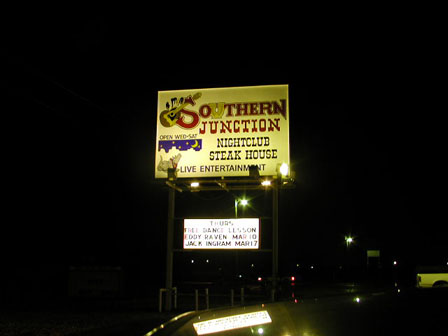 SOUTHERN
JUNCTION
OPEN WED-SAT
NIGHTCLUB
STEAK HOUSE
LIVE ENTERTAINMENT
THURS
FREE DANCE LESSON
EDDY RAVEN MAR 10
JACK INGRAM MAR 17